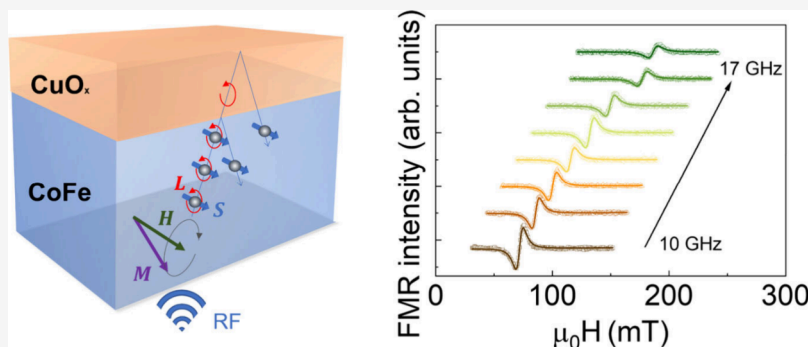 CuOₓ
CoFe
L
S
H
M
RF
FMR intensity (arb. units)
17 GHz
10 GHz
0 100 200 300
μ₀H (mT)